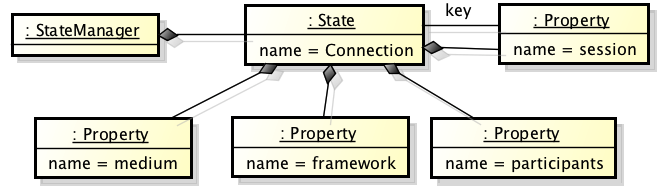 : StateManager
: State
name = Connection
key
: Property
name = session
: Property
name = medium
: Property
name = framework
: Property
name = participants